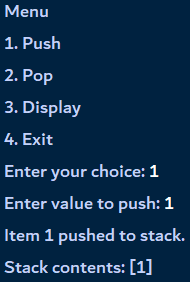 Menu
1. Push
2. Pop
3. Display
4. Exit
Enter your choice: 1
Enter value to push: 1
Item 1 pushed to stack.
Stack contents: [1]